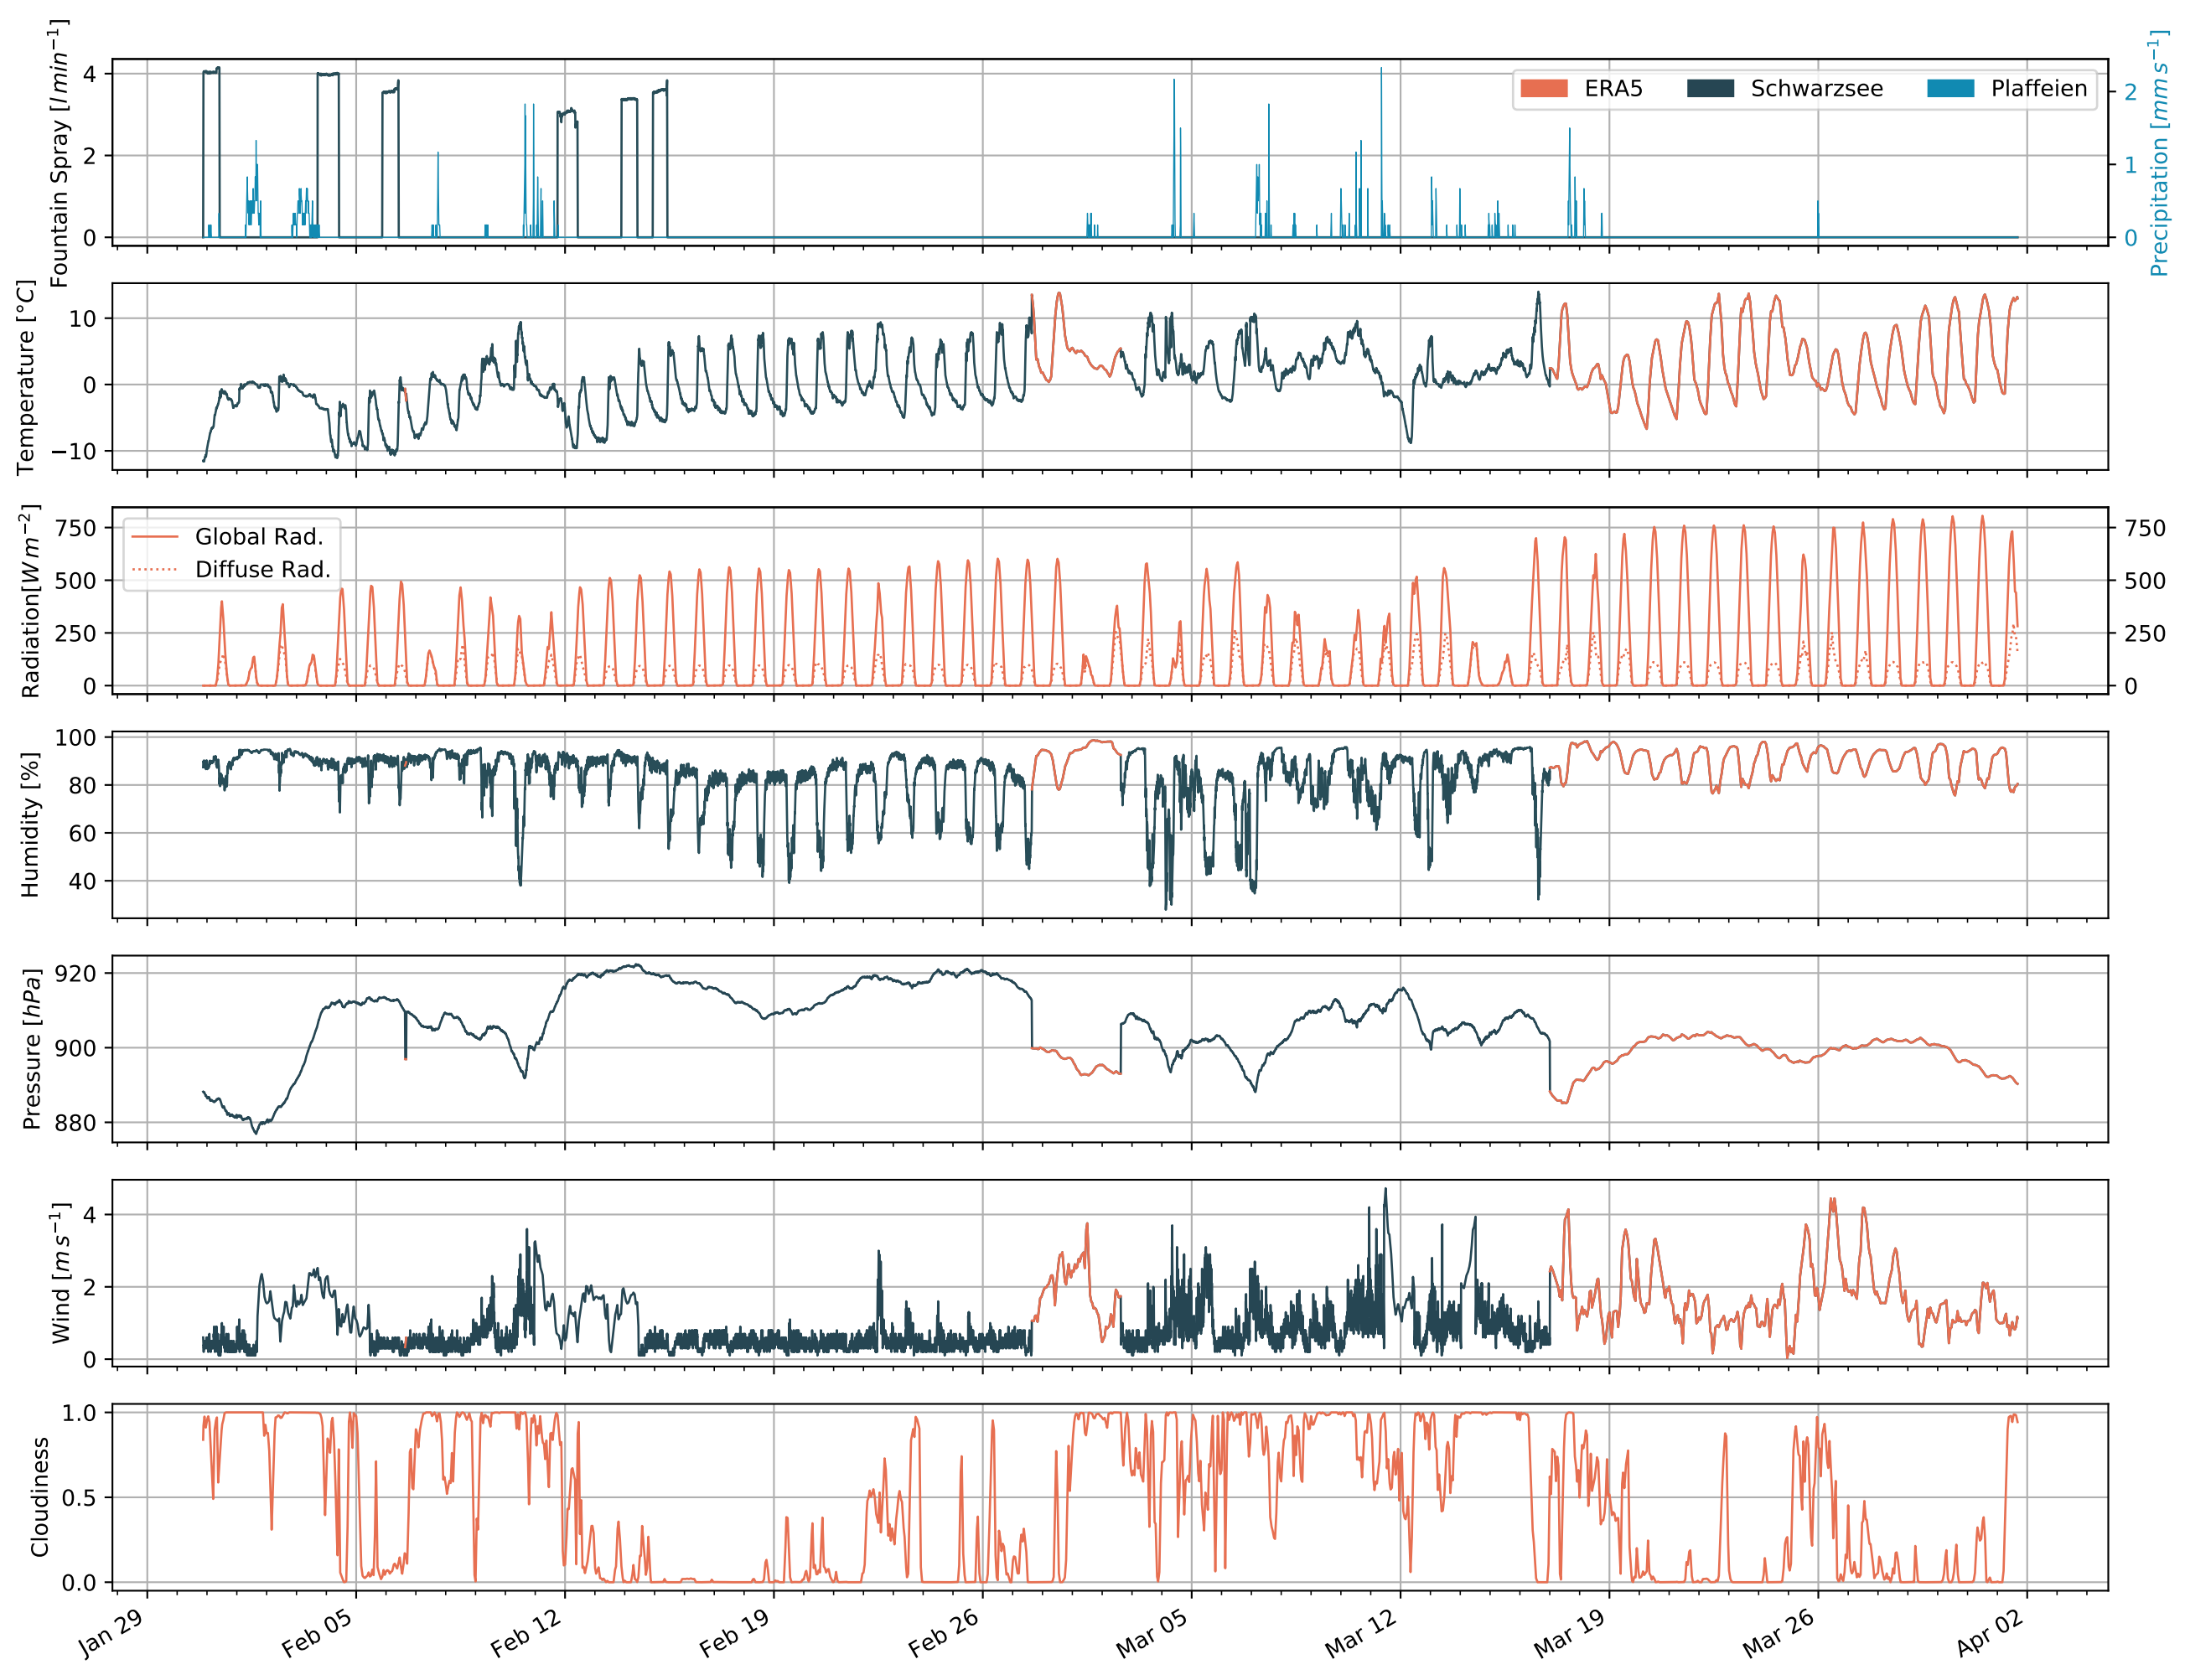 Fountain Spray [l min⁻¹]
4
2
0
ERA5 Schwarzsee Plaffeien
2
1
0
Precipitation [mm s⁻¹]
Temperature [°C]
10
0
−10
Radiation[W m⁻²]
750
500
250
0
Global Rad.
Diffuse Rad.
750
500
250
0
Humidity [%]
100
80
60
40
Pressure [hPa]
920
900
880
Wind [m s⁻¹]
4
2
0
Cloudiness
1.0
0.5
0.0
Jan 29 Feb 05 Feb 12 Feb 19 Feb 26 Mar 05 Mar 12 Mar 19 Mar 26 Apr 02